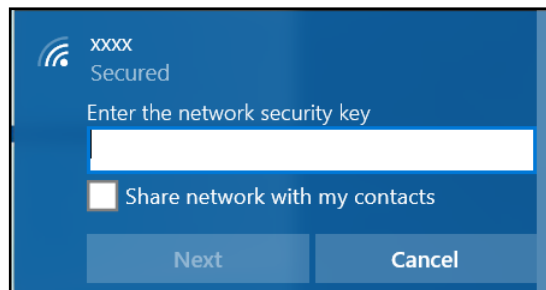 xxxx
Secured
Enter the network security key
Share network with my contacts
Next Cancel